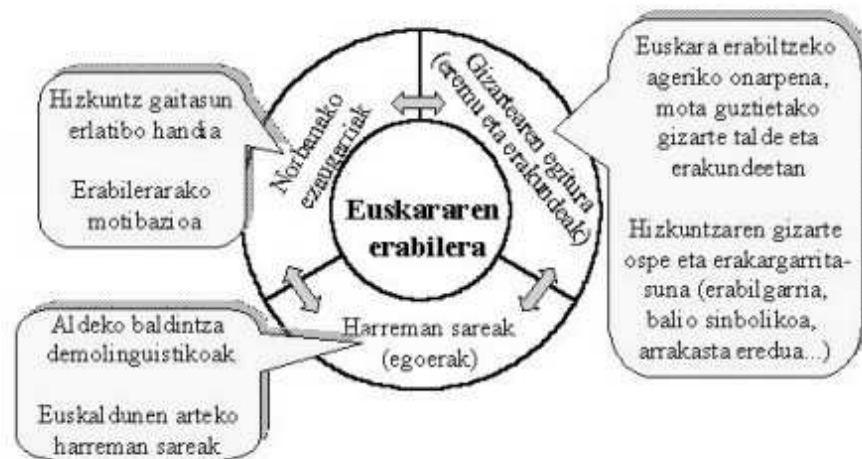 Hizkuntz gaitasun
erlatibo handia
Erabilerarako
motibazioa
Norbanako
ezaugerriak
Gizartearen egitura
(eremu eta erakundeak)
Euskara erabiltzeko
ageriko onarpena,
mota guztietako
gizarte talde eta
erakundeetan
Hizkuntzaren gizarte
ospe eta erakargarrita-
suna (erabilgarria,
balio sinbolikoa,
arrakasta eredua...)
Euskararen
erabilera
Aldeko baldintza
demolinguistikoak
Euskaldunen arteko
harreman sareak
Harreman sareak
(egoerak)